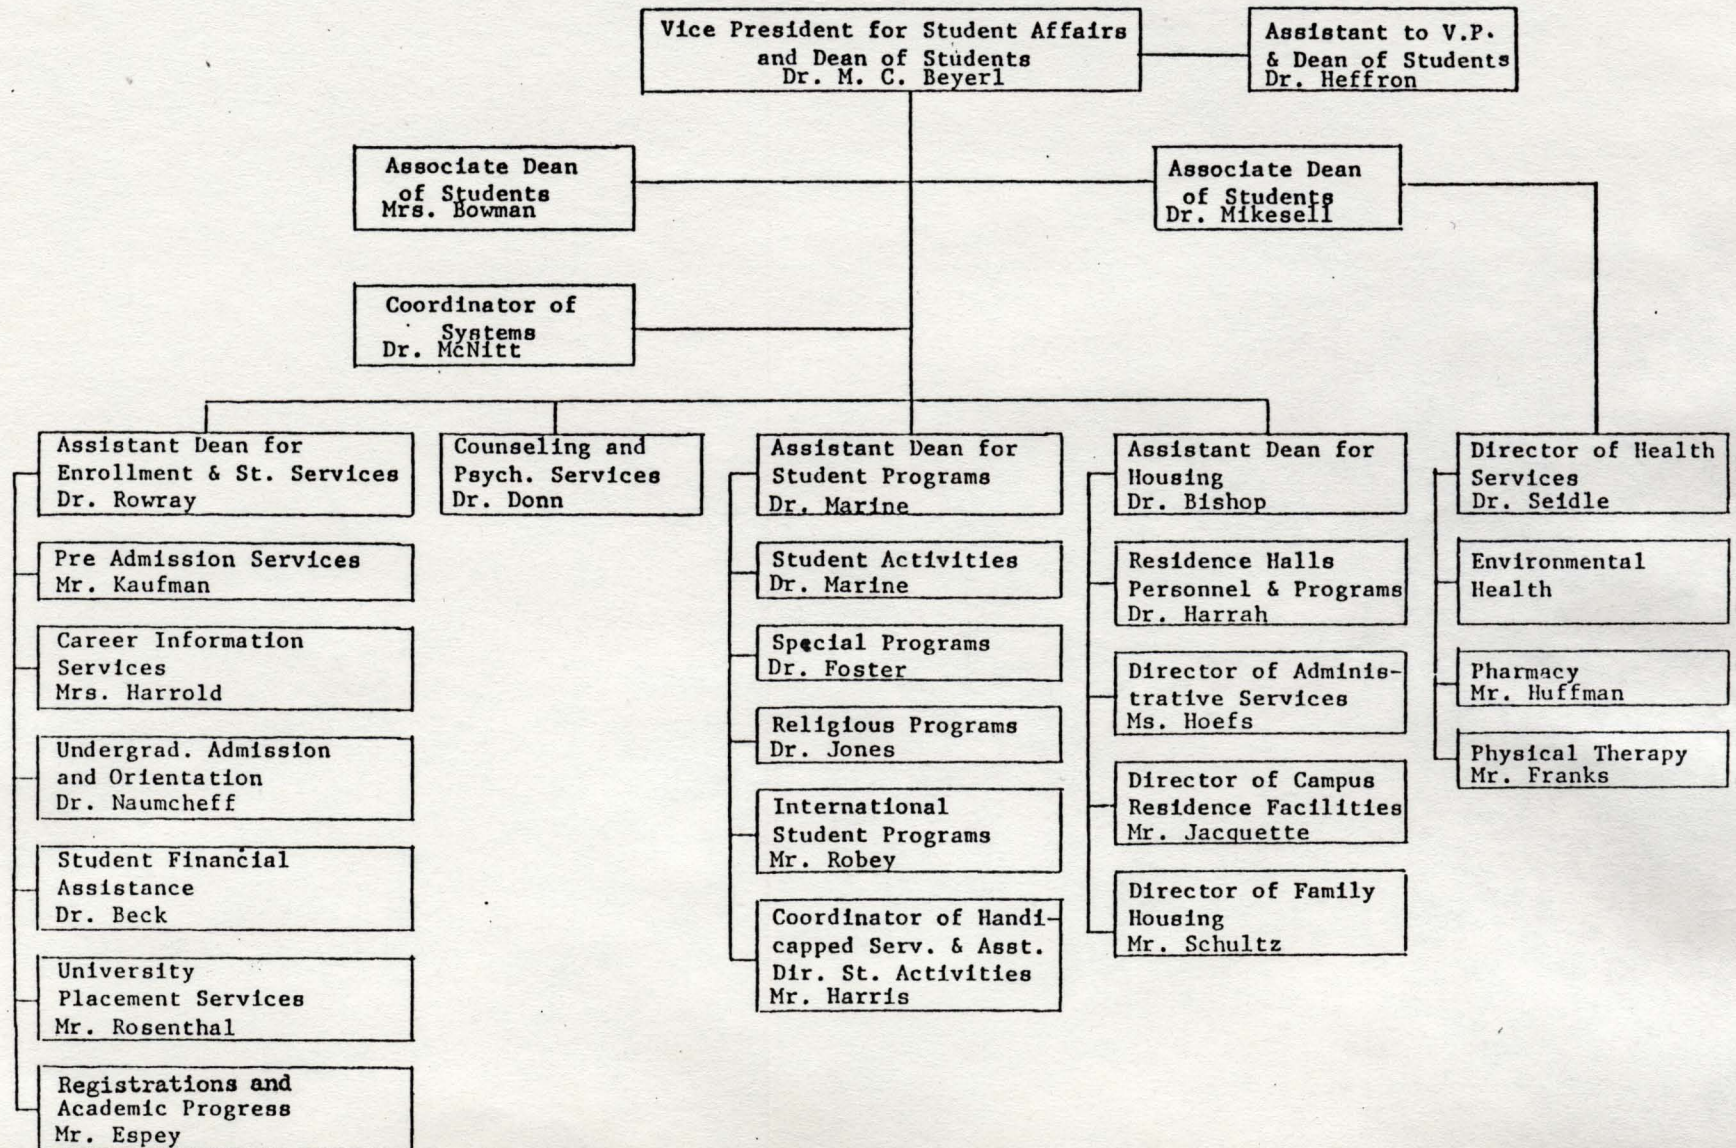 Vice President for Student Affairs
and Dean of Students
Dr. M. C. Beyerl
Assistant to V.P.
& Dean of Students
Dr. Heffron
Associate Dean
of Students
Mrs. Bowman
Associate Dean
of Students
Dr. Mikesell
Coordinator of
Systems
Dr. McNitt
Assistant Dean for
Enrollment & St. Services
Dr. Rowray
Pre Admission Services
Mr. Kaufman
Career Information
Services
Mrs. Harrold
Undergrad. Admission
and Orientation
Dr. Naumcheff
Student Financial
Assistance
Dr. Beck
University
Placement Services
Mr. Rosenthal
Registrations and
Academic Progress
Mr. Espey
Counseling and
Psych. Services
Dr. Donn
Assistant Dean for
Student Programs
Dr. Marine
Student Activities
Dr. Marine
Special Programs
Dr. Foster
Religious Programs
Dr. Jones
International
Student Programs
Mr. Robey
Coordinator of Handi-
capped Serv. & Asst.
Dir. St. Activities
Mr. Harris
Assistant Dean for
Housing
Dr. Bishop
Residence Halls
Personnel & Programs
Dr. Harrah
Director of Adminis-
trative Services
Ms. Hoefs
Director of Campus
Residence Facilities
Mr. Jacquette
Director of Family
Housing
Mr. Schultz
Director of Health
Services
Dr. Seidle
Environmental
Health
Pharmacy
Mr. Huffman
Physical Therapy
Mr. Franks